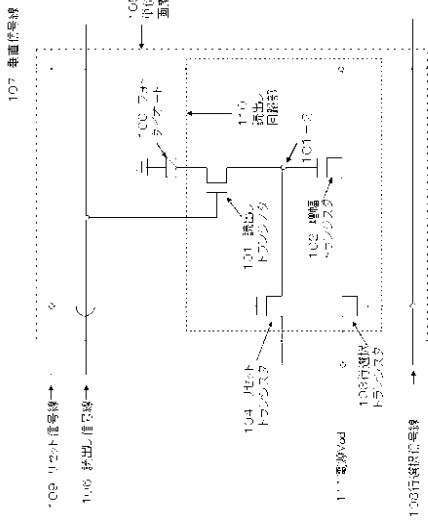 107 垂直信号線
単位
画素
100 フォト
ダイオード
110
読出し
回路部
101-2
101 読出し
トランジスタ
102 増幅
トランジスタ
104 リセット
トランジスタ
103行選択
トランジスタ
109 リセット信号線
106 読出し信号線
111 電源Vdd
108行選択信号線